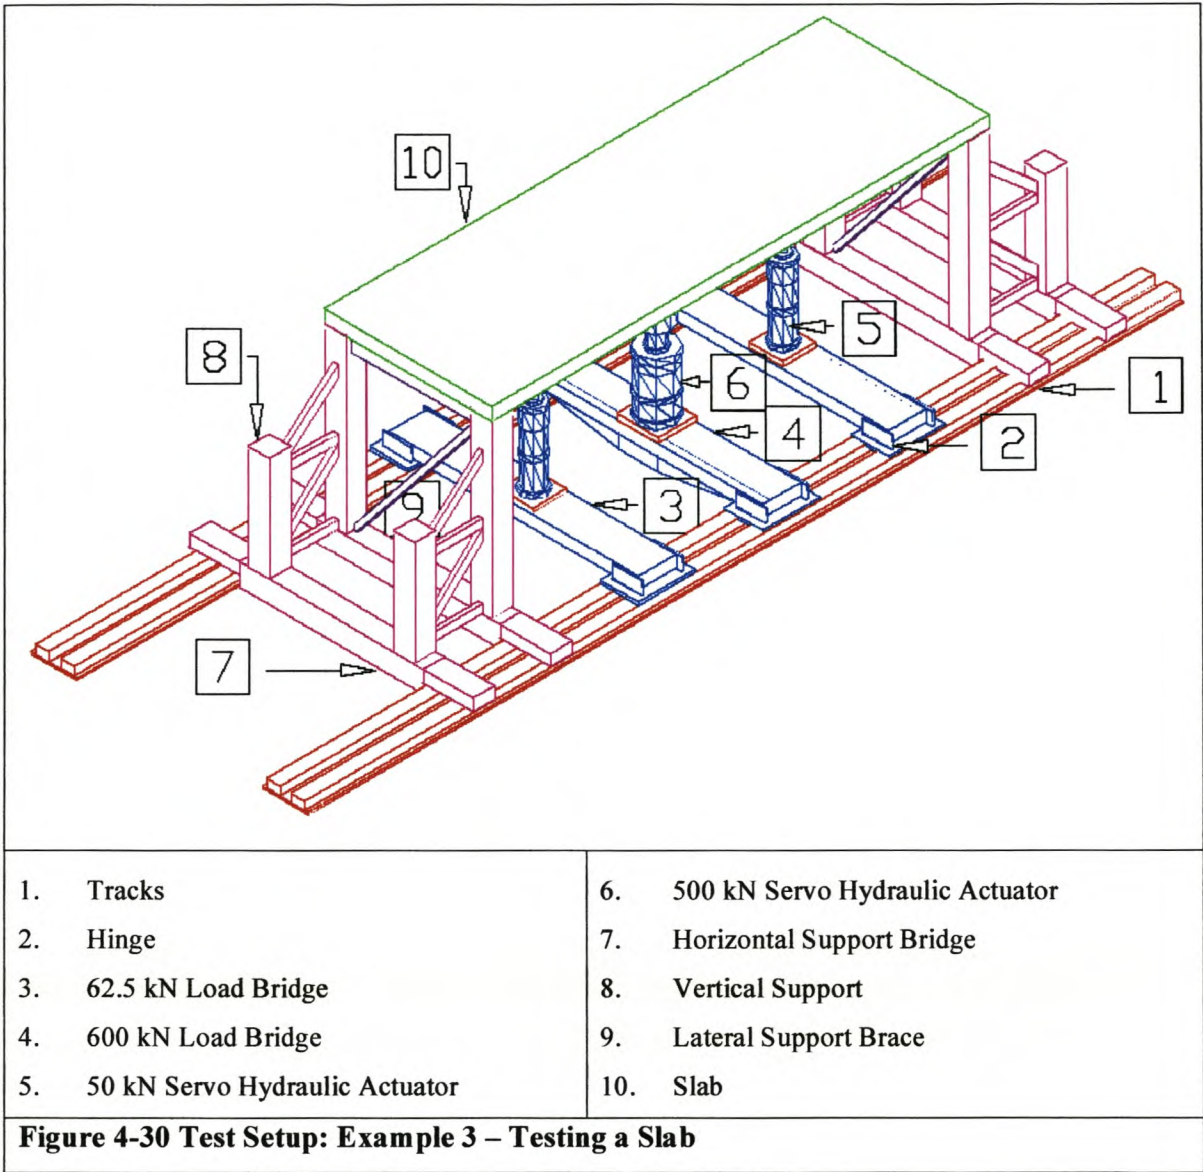 10
8
5
6
1
4
2
3
9
7
1. Tracks
2. Hinge
3. 62.5 kN Load Bridge
4. 600 kN Load Bridge
5. 50 kN Servo Hydraulic Actuator
6. 500 kN Servo Hydraulic Actuator
7. Horizontal Support Bridge
8. Vertical Support
9. Lateral Support Brace
10. Slab
Figure 4-30 Test Setup: Example 3 – Testing a Slab